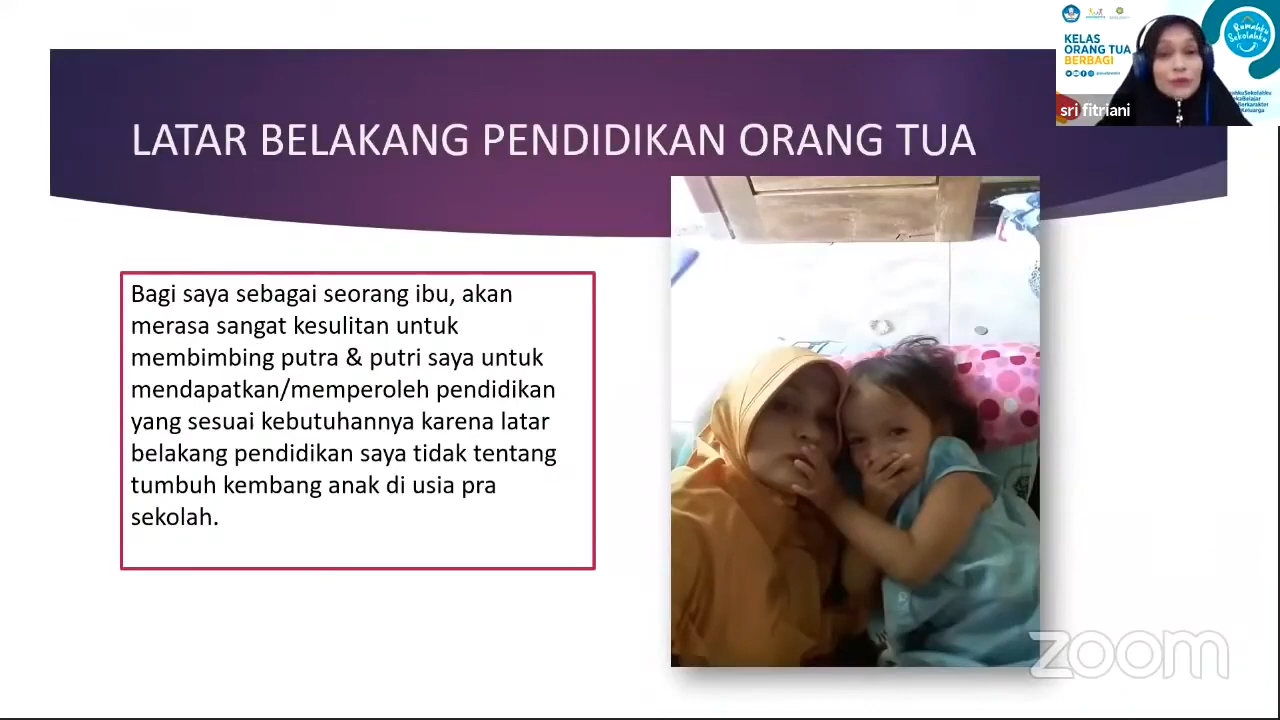 LATAR BELAKANG PENDIDIKAN ORANG TUA
Bagi saya sebagai seorang ibu, akan
merasa sangat kesulitan untuk
membimbing putra & putri saya untuk
mendapatkan/memperoleh pendidikan
yang sesuai kebutuhannya karena latar
belakang pendidikan saya tidak tentang
tumbuh kembang anak di usia pra
sekolah.
KELAS
ORANG TUA
BERBAGI
Rumahku
Sekolahku
sri fitriani
zoom